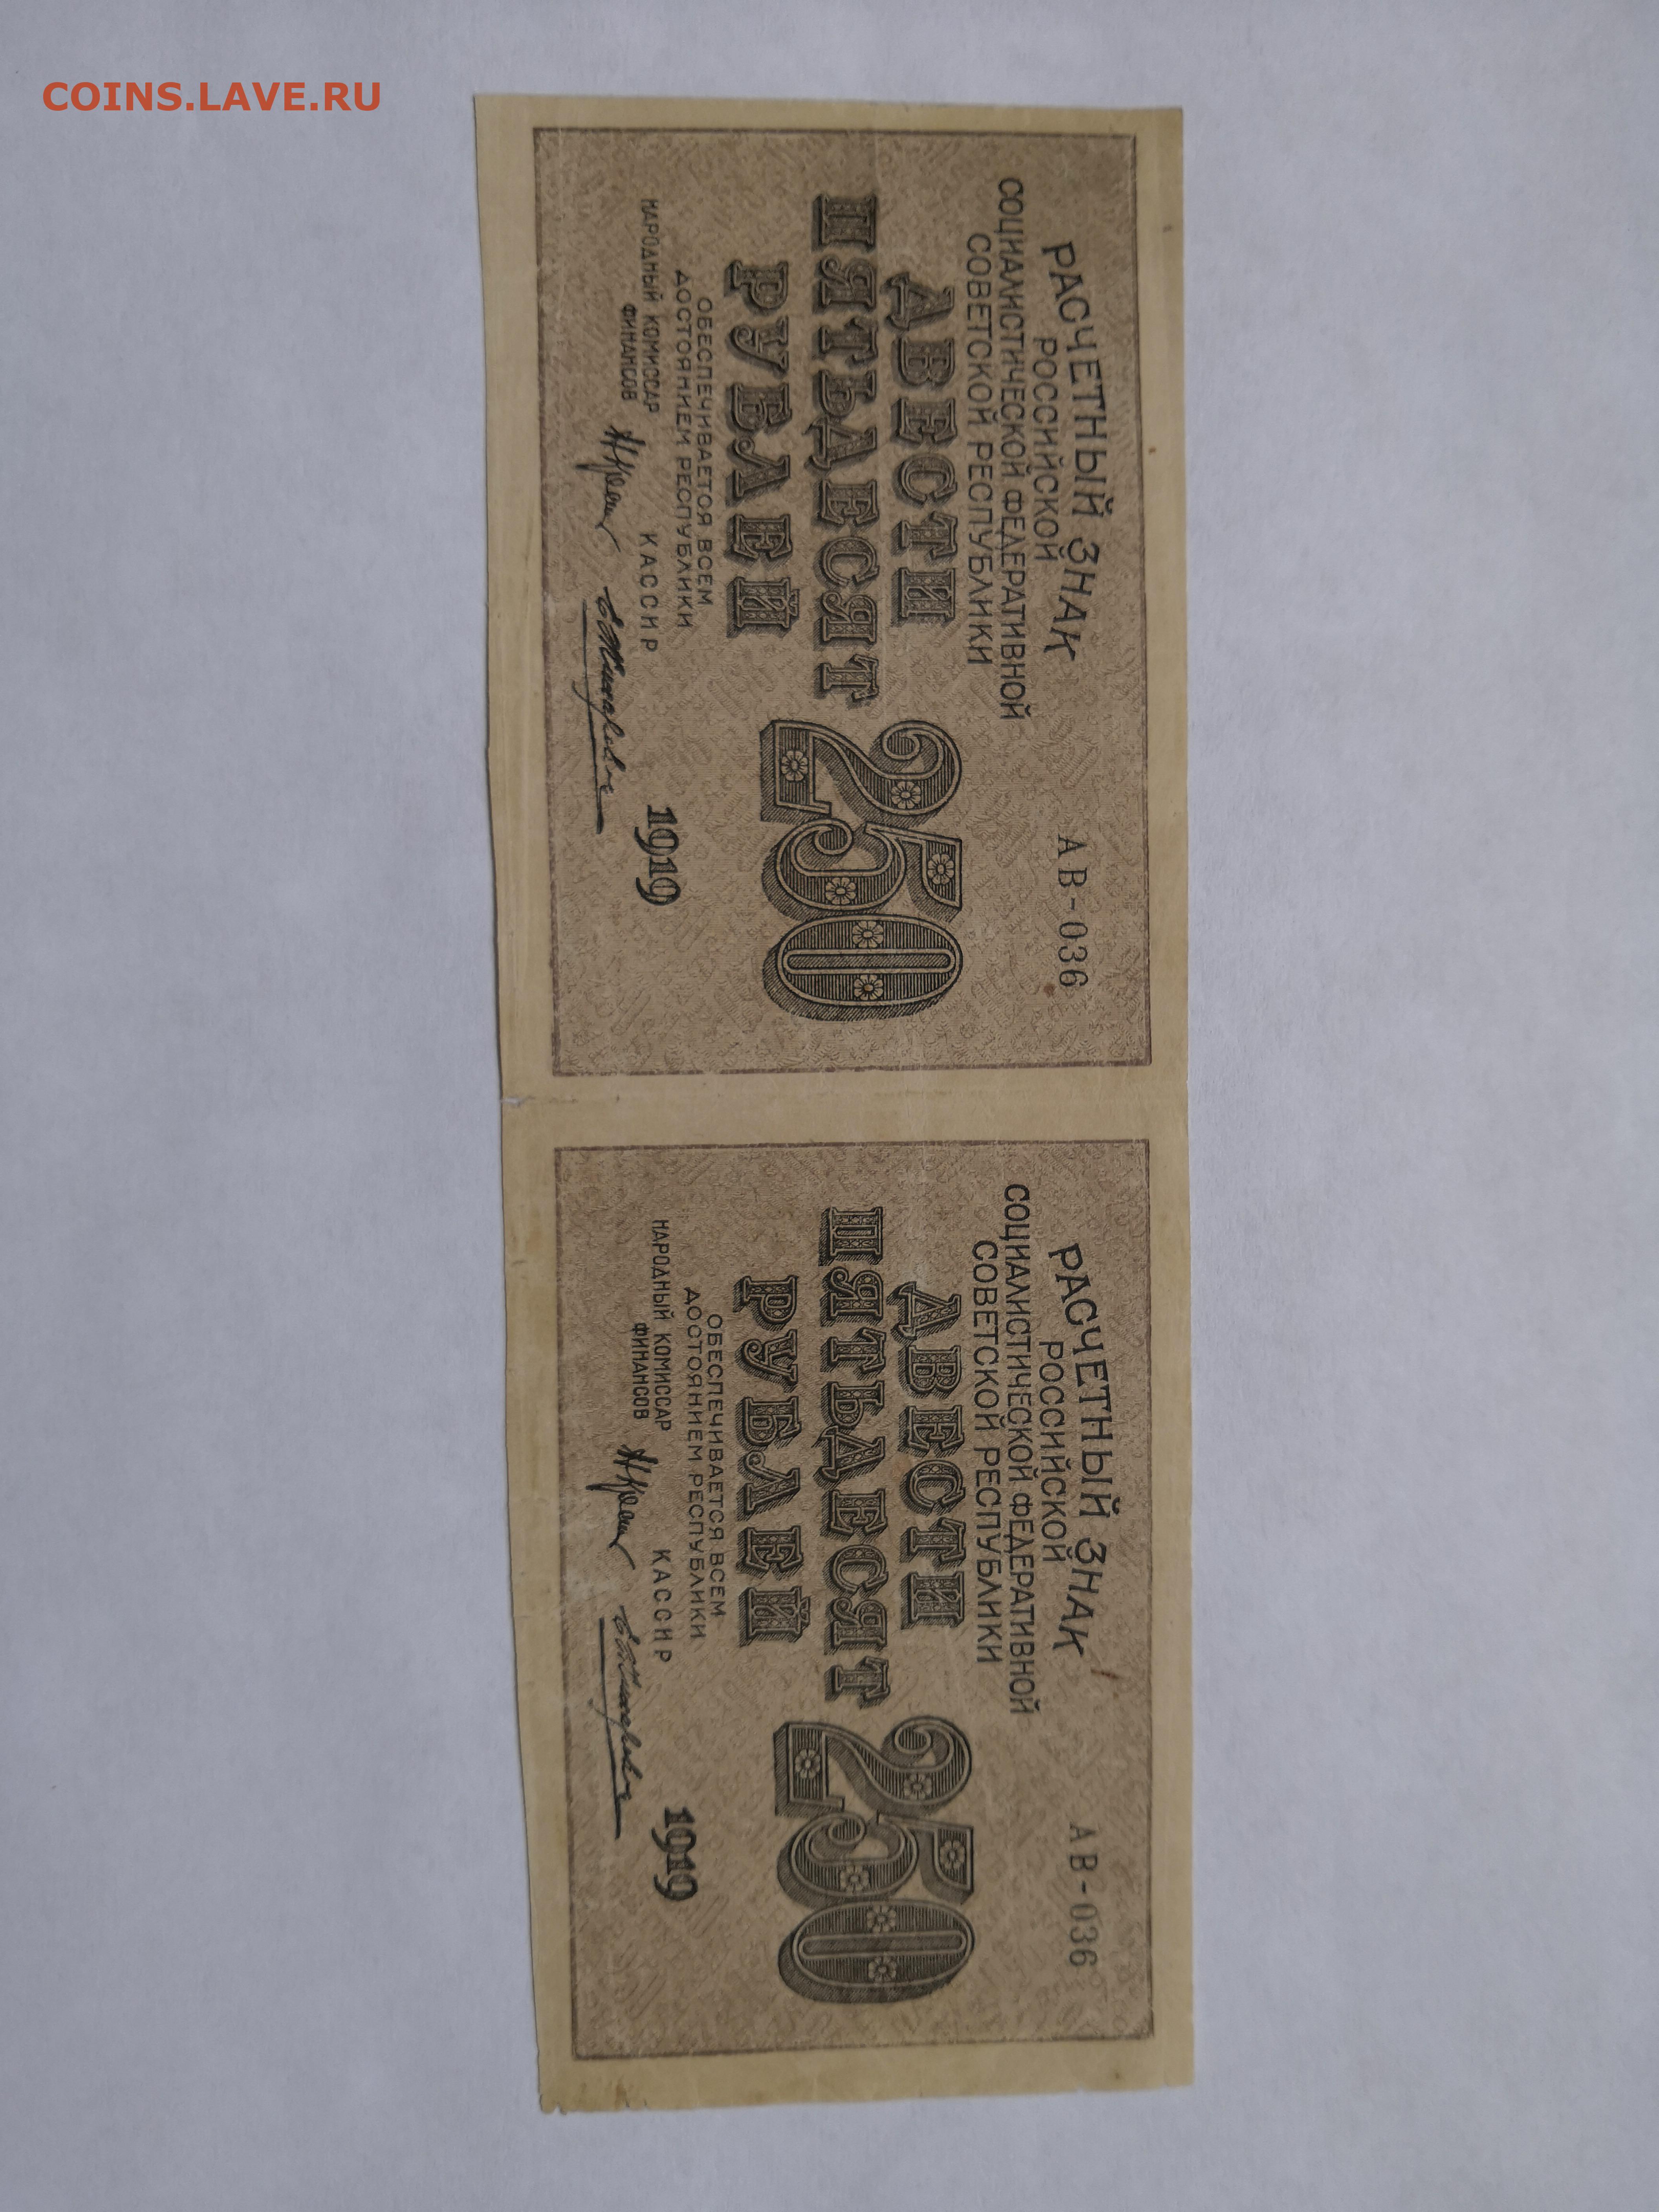 COINS.LAVE.RU
РАСЧЕТНЫЙ ЗНАК
РОССИЙСКОЙ
СОЦИАЛИСТИЧЕСКОЙ ФЕДЕРАТИВНОЙ
СОВЕТСКОЙ РЕСПУБЛИКИ
АВ-036
ДВЕСТИ
ПЯТЬДЕСЯТ
РУБЛЕЙ
250
ОБЕСПЕЧИВАЕТСЯ ВСЕМ
ДОСТОЯНИЕМ РЕСПУБЛИКИ
НАРОДНЫЙ КОМИССАР
ФИНАНСОВ
КАССИР
1919
РАСЧЕТНЫЙ ЗНАК
РОССИЙСКОЙ
СОЦИАЛИСТИЧЕСКОЙ ФЕДЕРАТИВНОЙ
СОВЕТСКОЙ РЕСПУБЛИКИ
АВ-036
ДВЕСТИ
ПЯТЬДЕСЯТ
РУБЛЕЙ
250
ОБЕСПЕЧИВАЕТСЯ ВСЕМ
ДОСТОЯНИЕМ РЕСПУБЛИКИ
НАРОДНЫЙ КОМИССАР
ФИНАНСОВ
КАССИР
1919